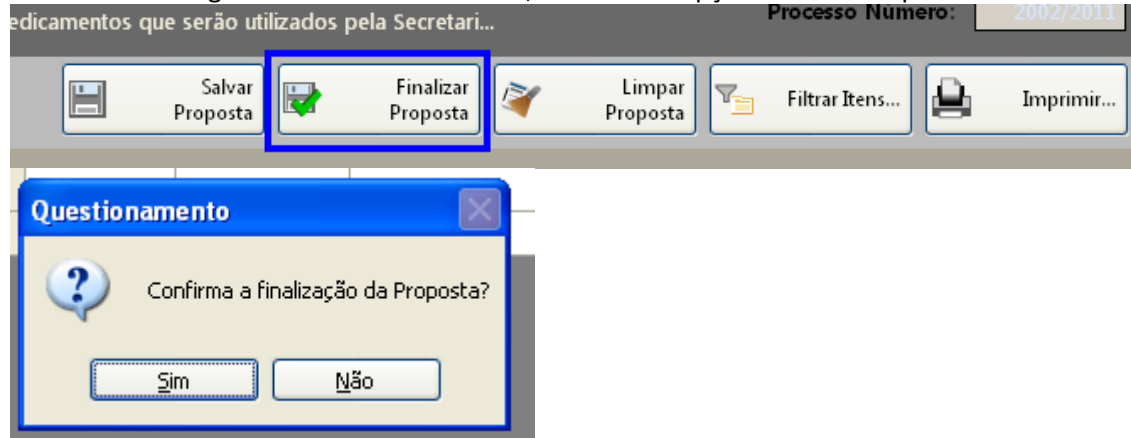 edicamentos que serão utilizados pela Secretari...
Processo Número: 2002/2011
Salvar
Proposta
Finalizar
Proposta
Limpar
Proposta
Filtrar Itens...
Imprimir...
Questionamento
Confirma a finalização da Proposta?
Sim
Não